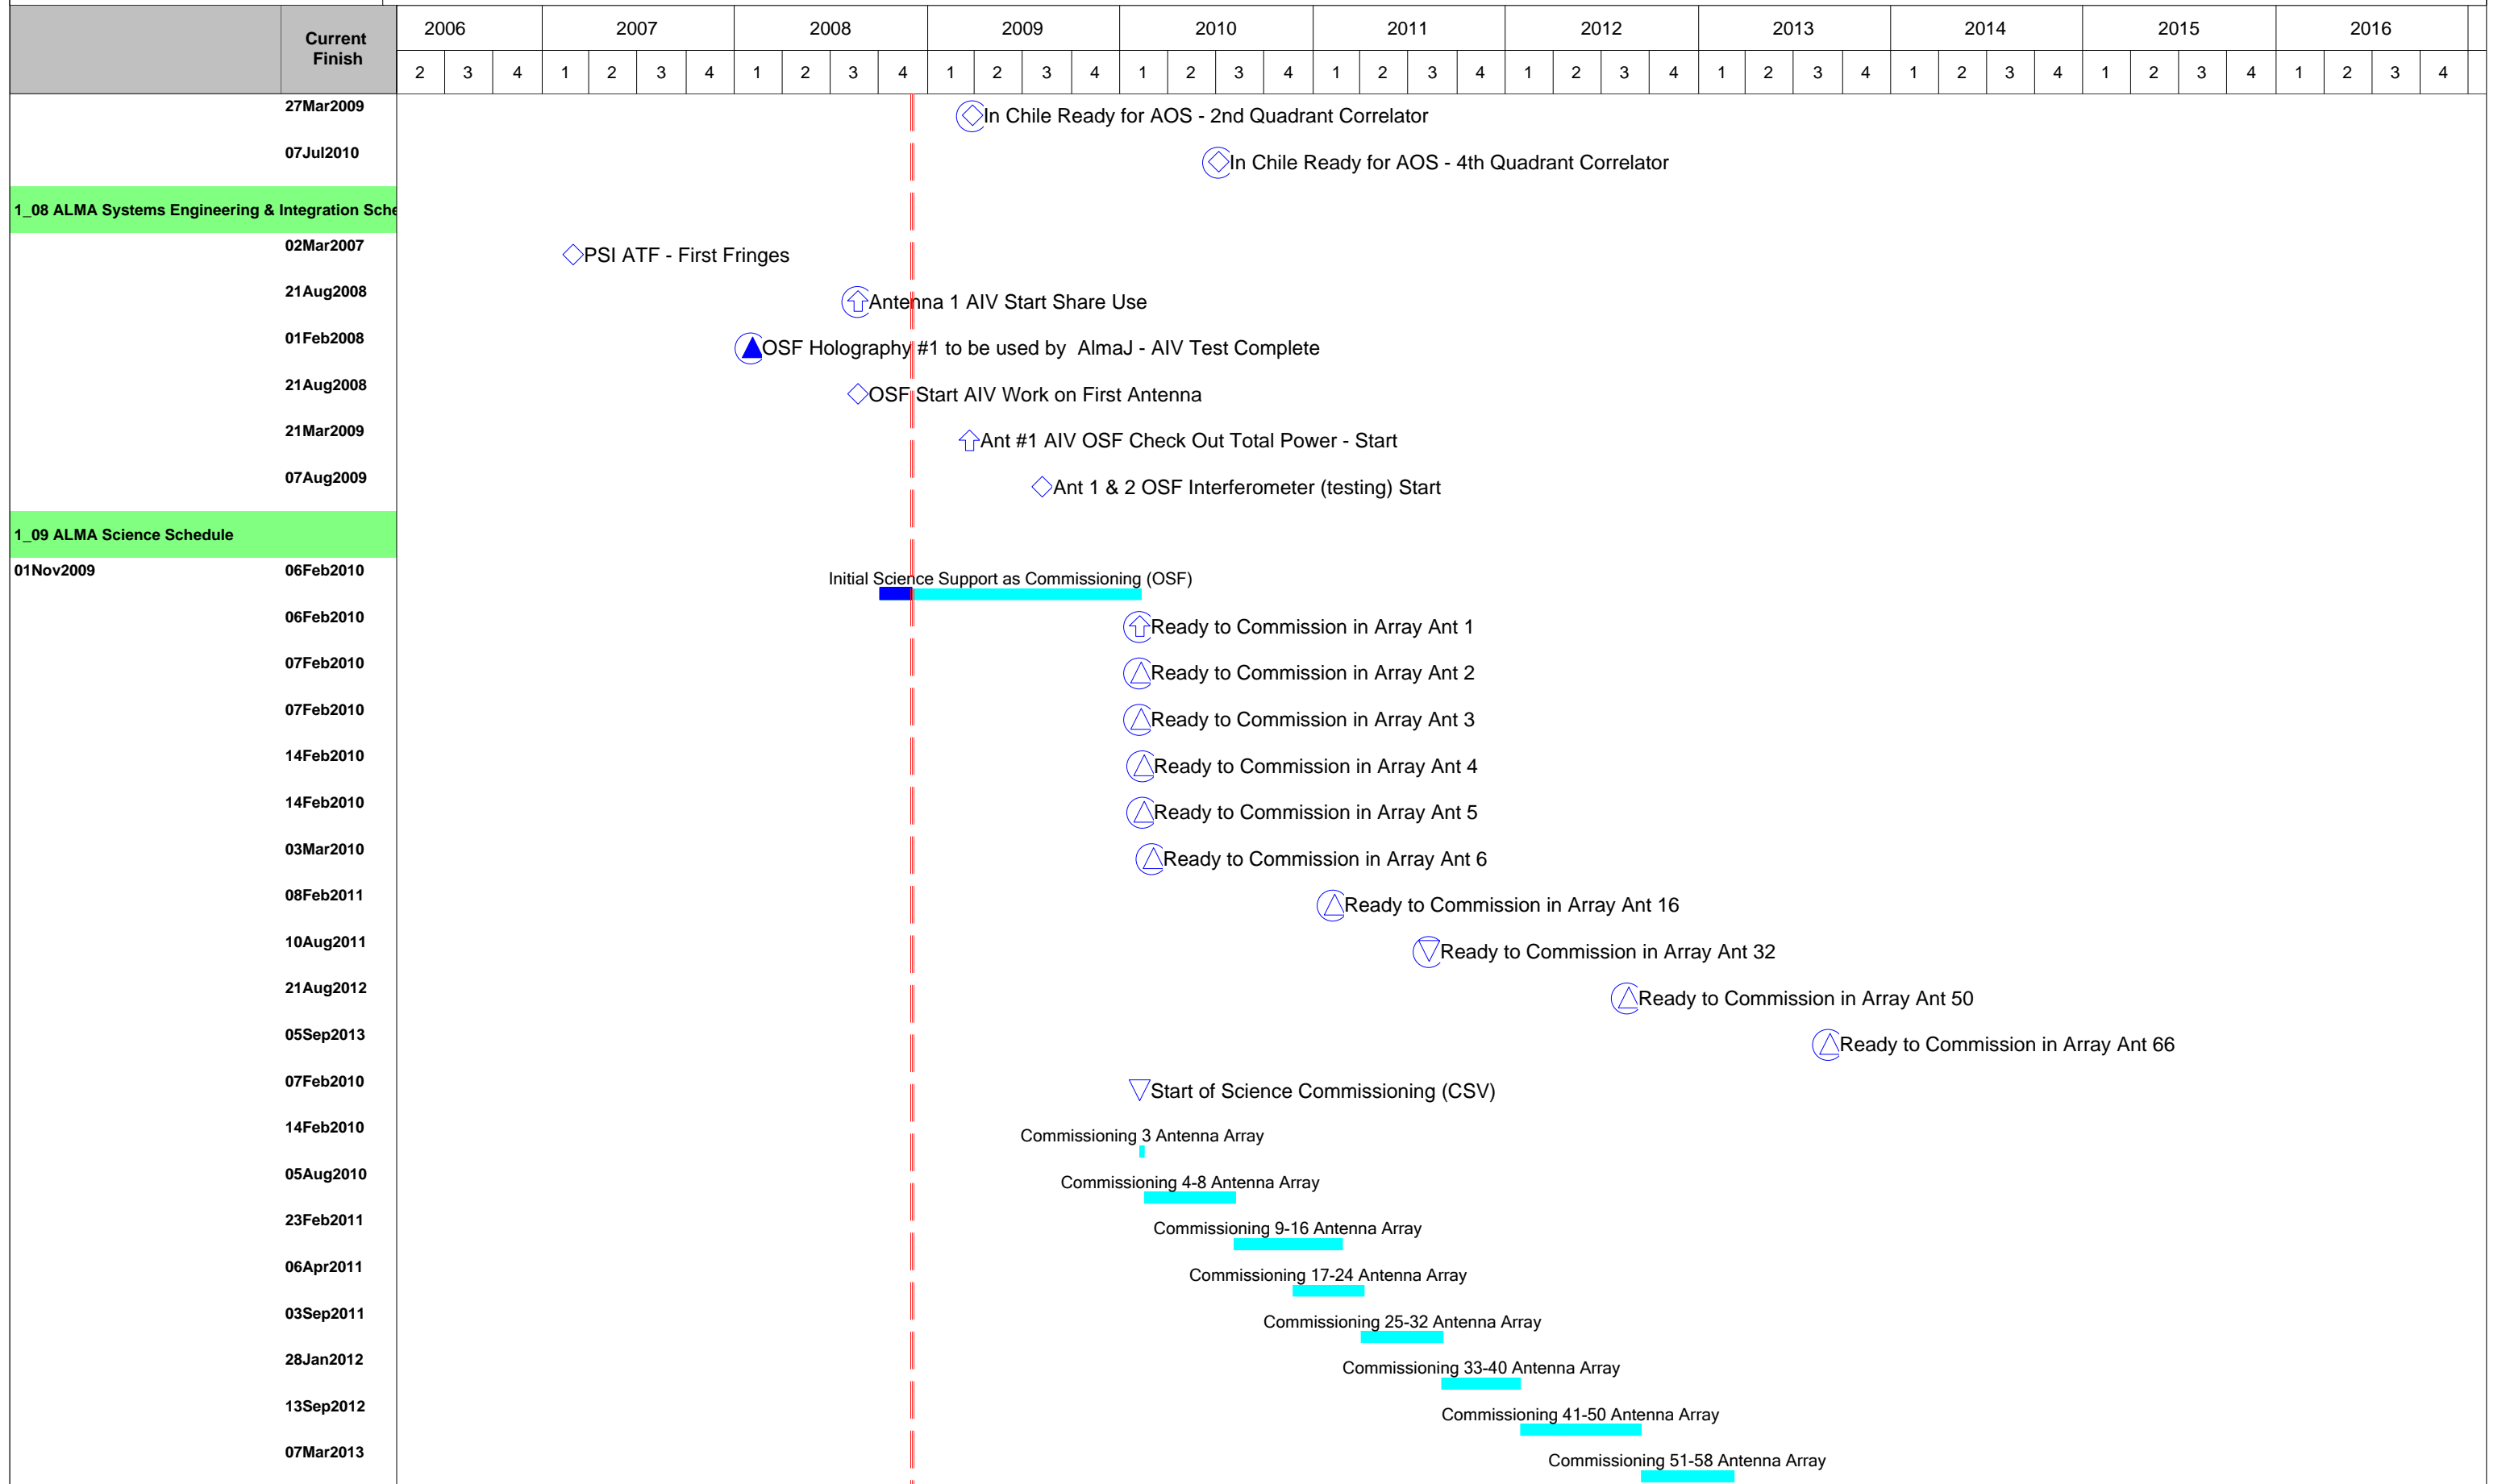 Current
Finish
2006 2007 2008 2009 2010 2011 2012 2013 2014 2015 2016
2 3 4 1 2 3 4 1 2 3 4 1 2 3 4 1 2 3 4 1 2 3 4 1 2 3 4 1 2 3 4 1 2 3 4 1 2 3 4 1 2 3 4
27Mar2009 In Chile Ready for AOS - 2nd Quadrant Correlator
07Jul2010 In Chile Ready for AOS - 4th Quadrant Correlator
1_08 ALMA Systems Engineering & Integration Sche
02Mar2007 PSI ATF - First Fringes
21Aug2008 Antenna 1 AIV Start Share Use
01Feb2008 OSF Holography #1 to be used by AlmaJ - AIV Test Complete
21Aug2008 OSF Start AIV Work on First Antenna
21Mar2009 Ant #1 AIV OSF Check Out Total Power - Start
07Aug2009 Ant 1 & 2 OSF Interferometer (testing) Start
1_09 ALMA Science Schedule
01Nov2009 06Feb2010 Initial Science Support as Commissioning (OSF)
06Feb2010 Ready to Commission in Array Ant 1
07Feb2010 Ready to Commission in Array Ant 2
07Feb2010 Ready to Commission in Array Ant 3
14Feb2010 Ready to Commission in Array Ant 4
14Feb2010 Ready to Commission in Array Ant 5
03Mar2010 Ready to Commission in Array Ant 6
08Feb2011 Ready to Commission in Array Ant 16
10Aug2011 Ready to Commission in Array Ant 32
21Aug2012 Ready to Commission in Array Ant 50
05Sep2013 Ready to Commission in Array Ant 66
07Feb2010 Start of Science Commissioning (CSV)
14Feb2010 Commissioning 3 Antenna Array
05Aug2010 Commissioning 4-8 Antenna Array
23Feb2011 Commissioning 9-16 Antenna Array
06Apr2011 Commissioning 17-24 Antenna Array
03Sep2011 Commissioning 25-32 Antenna Array
28Jan2012 Commissioning 33-40 Antenna Array
13Sep2012 Commissioning 41-50 Antenna Array
07Mar2013 Commissioning 51-58 Antenna Array